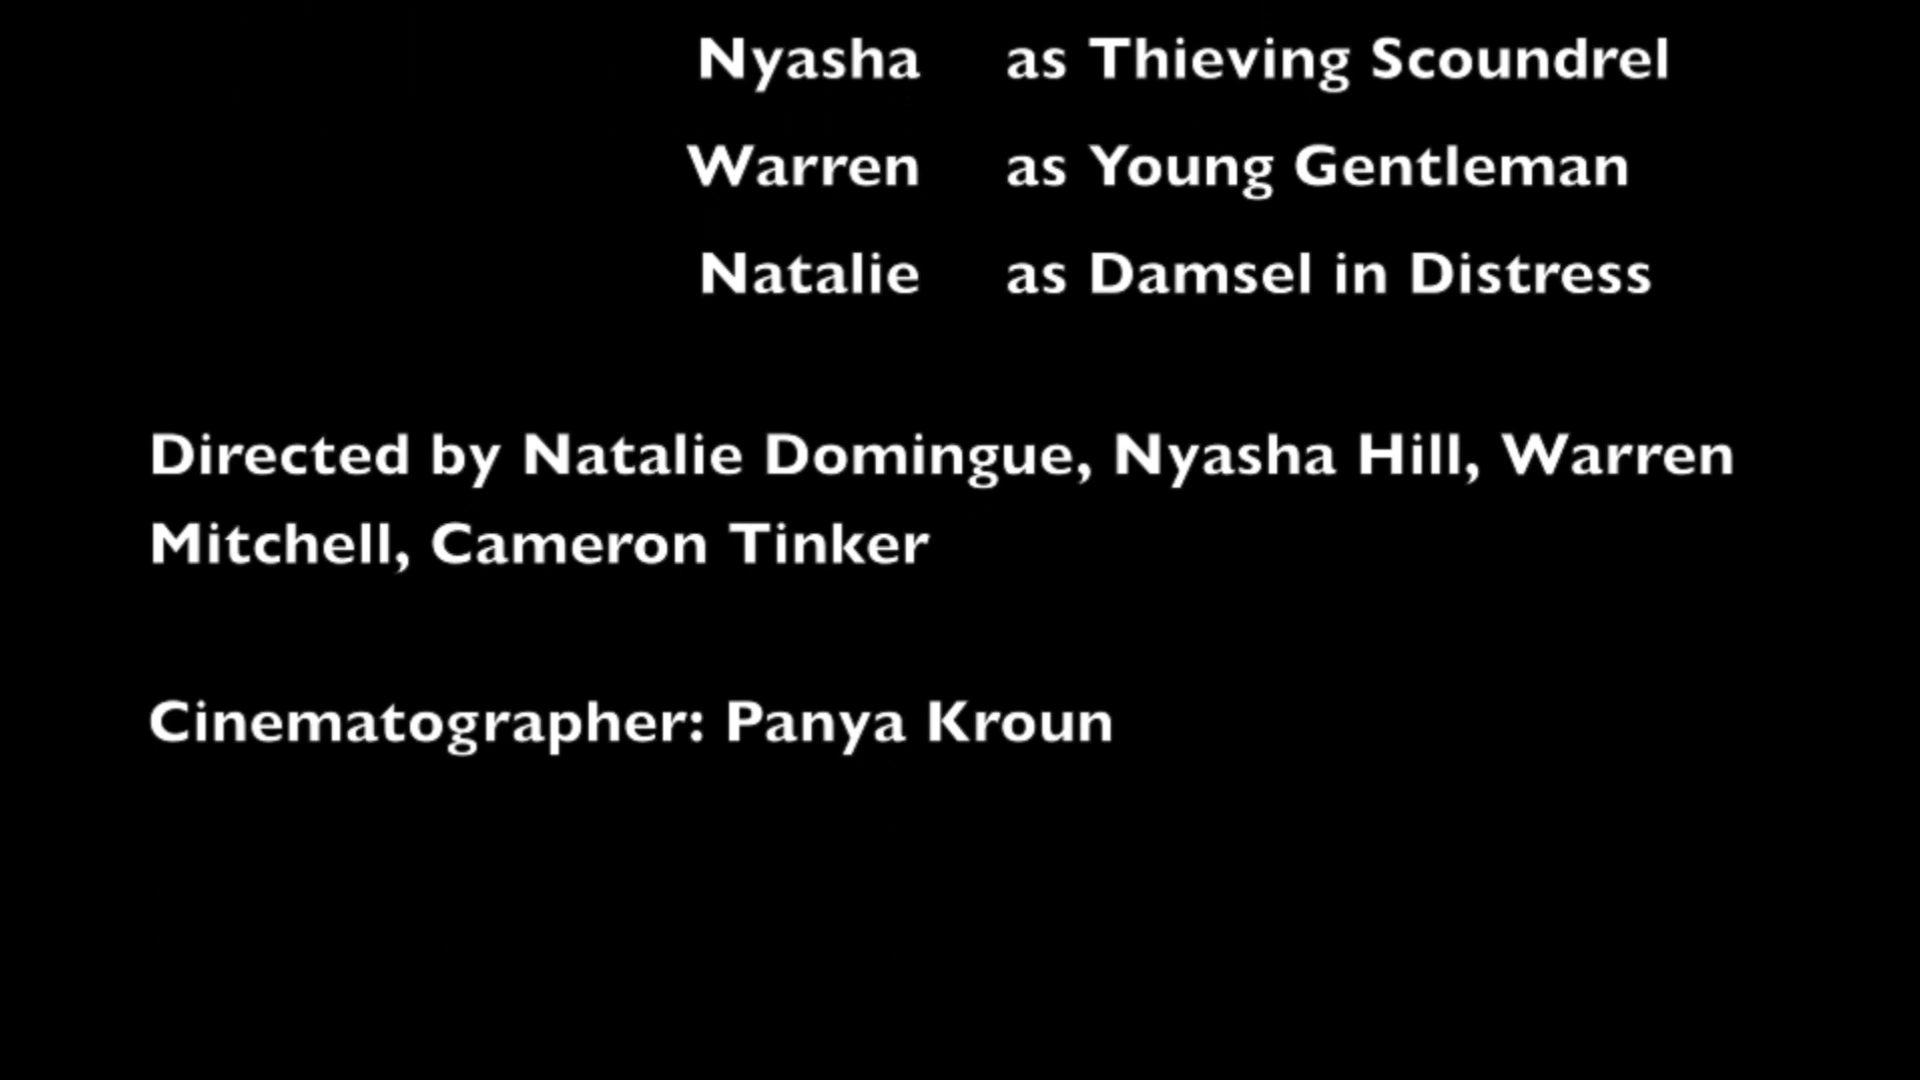 Nyasha as Thieving Scoundrel
Warren as Young Gentleman
Natalie as Damsel in Distress
Directed by Natalie Domingue, Nyasha Hill, Warren
Mitchell, Cameron Tinker
Cinematographer: Panya Kroun